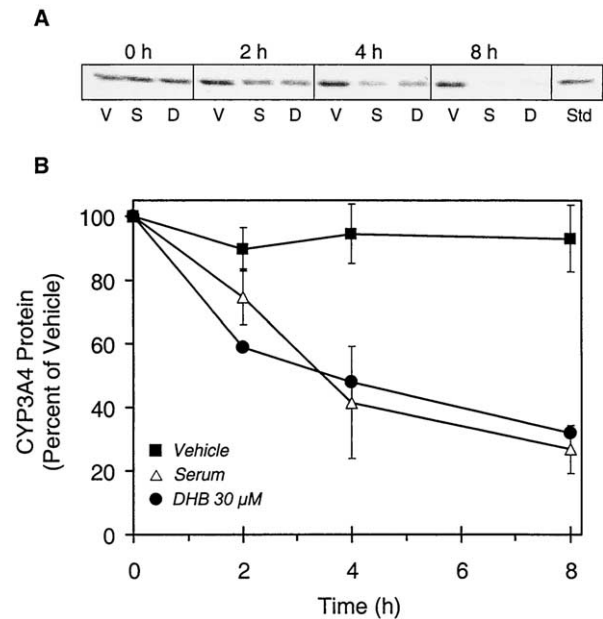 A
0 h 2 h 4 h 8 h
V S D V S D V S D V S D Std
B
CYP3A4 Protein
(Percent of Vehicle)
100
80
60
40
20
0
Vehicle
Serum
DHB 30 µM
0 2 4 6 8
Time (h)